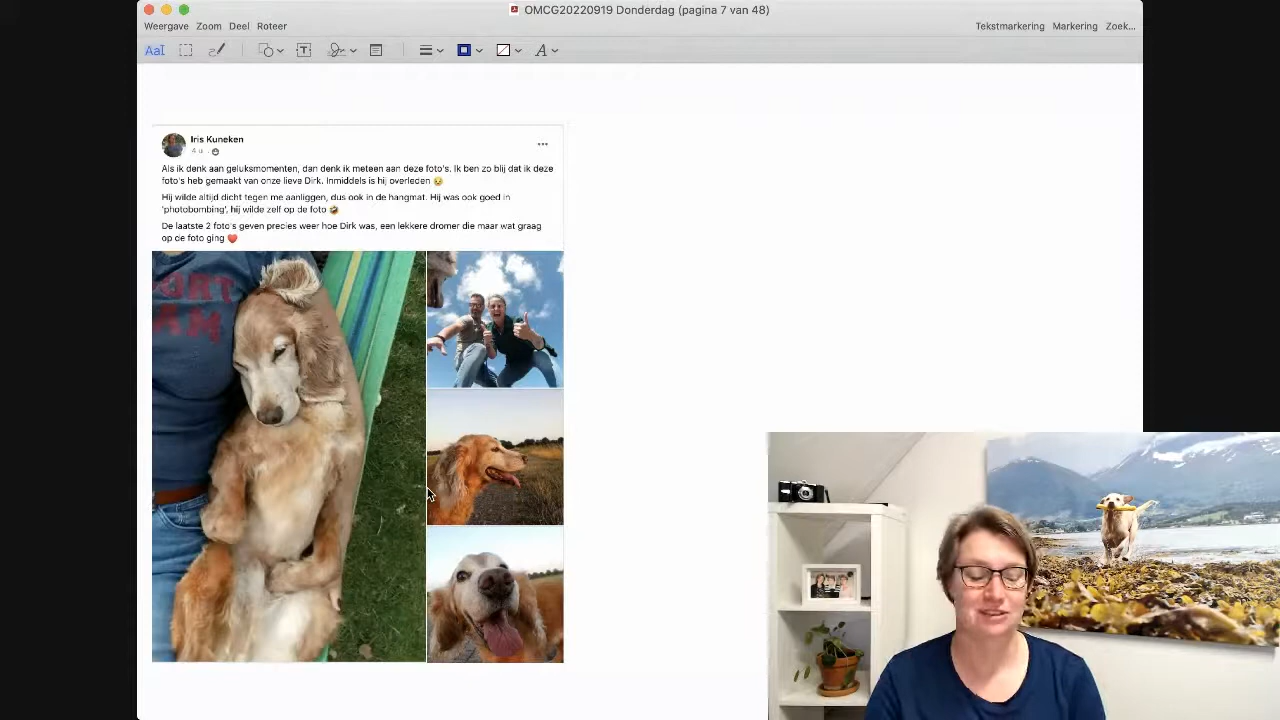 OMCG20220919 Donderdag (pagina 7 van 48)
Weergave Zoom Deel Roteer
Tekstmarkering Markering Zoek...
AaI
T
A
Iris Kuneken
4 u ·
Als ik denk aan geluksmomenten, dan denk ik meteen aan deze foto's. Ik ben zo blij dat ik deze
foto's heb gemaakt van onze lieve Dirk. Inmiddels is hij overleden 😢
Hij wilde altijd dicht tegen me aanliggen, dus ook in de hangmat. Hij was ook goed in
'photobombing', hij wilde zelf op de foto 🤣
De laatste 2 foto's geven precies weer hoe Dirk was, een lekkere dromer die maar wat graag
op de foto ging ❤️